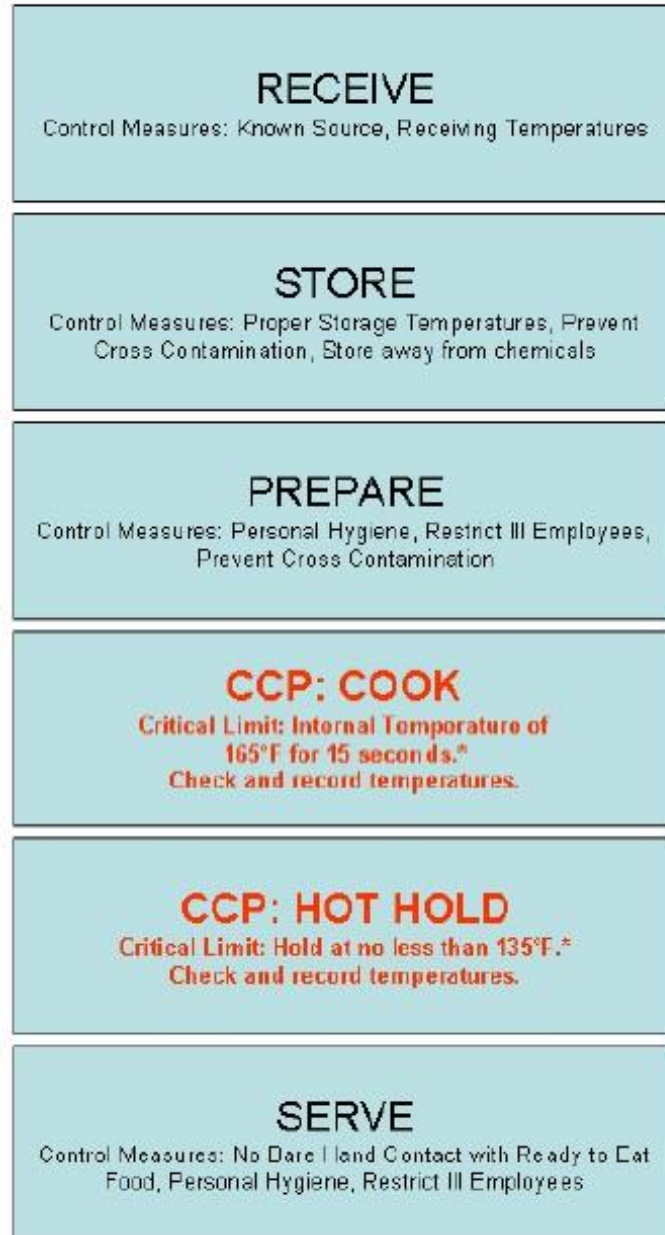 RECEIVE
Control Measures: Known Source, Receiving Temperatures
STORE
Control Measures: Proper Storage Temperatures, Prevent
Cross Contamination, Store away from chemicals
PREPARE
Control Measures: Personal Hygiene, Restrict Ill Employees,
Prevent Cross Contamination
CCP: COOK
Critical Limit: Internal Temperature of
165°F for 15 seconds.*
Check and record temperatures.
CCP: HOT HOLD
Critical Limit: Hold at no less than 135°F.*
Check and record temperatures.
SERVE
Control Measures: No Bare Hand Contact with Ready to Eat
Food, Personal Hygiene, Restrict Ill Employees